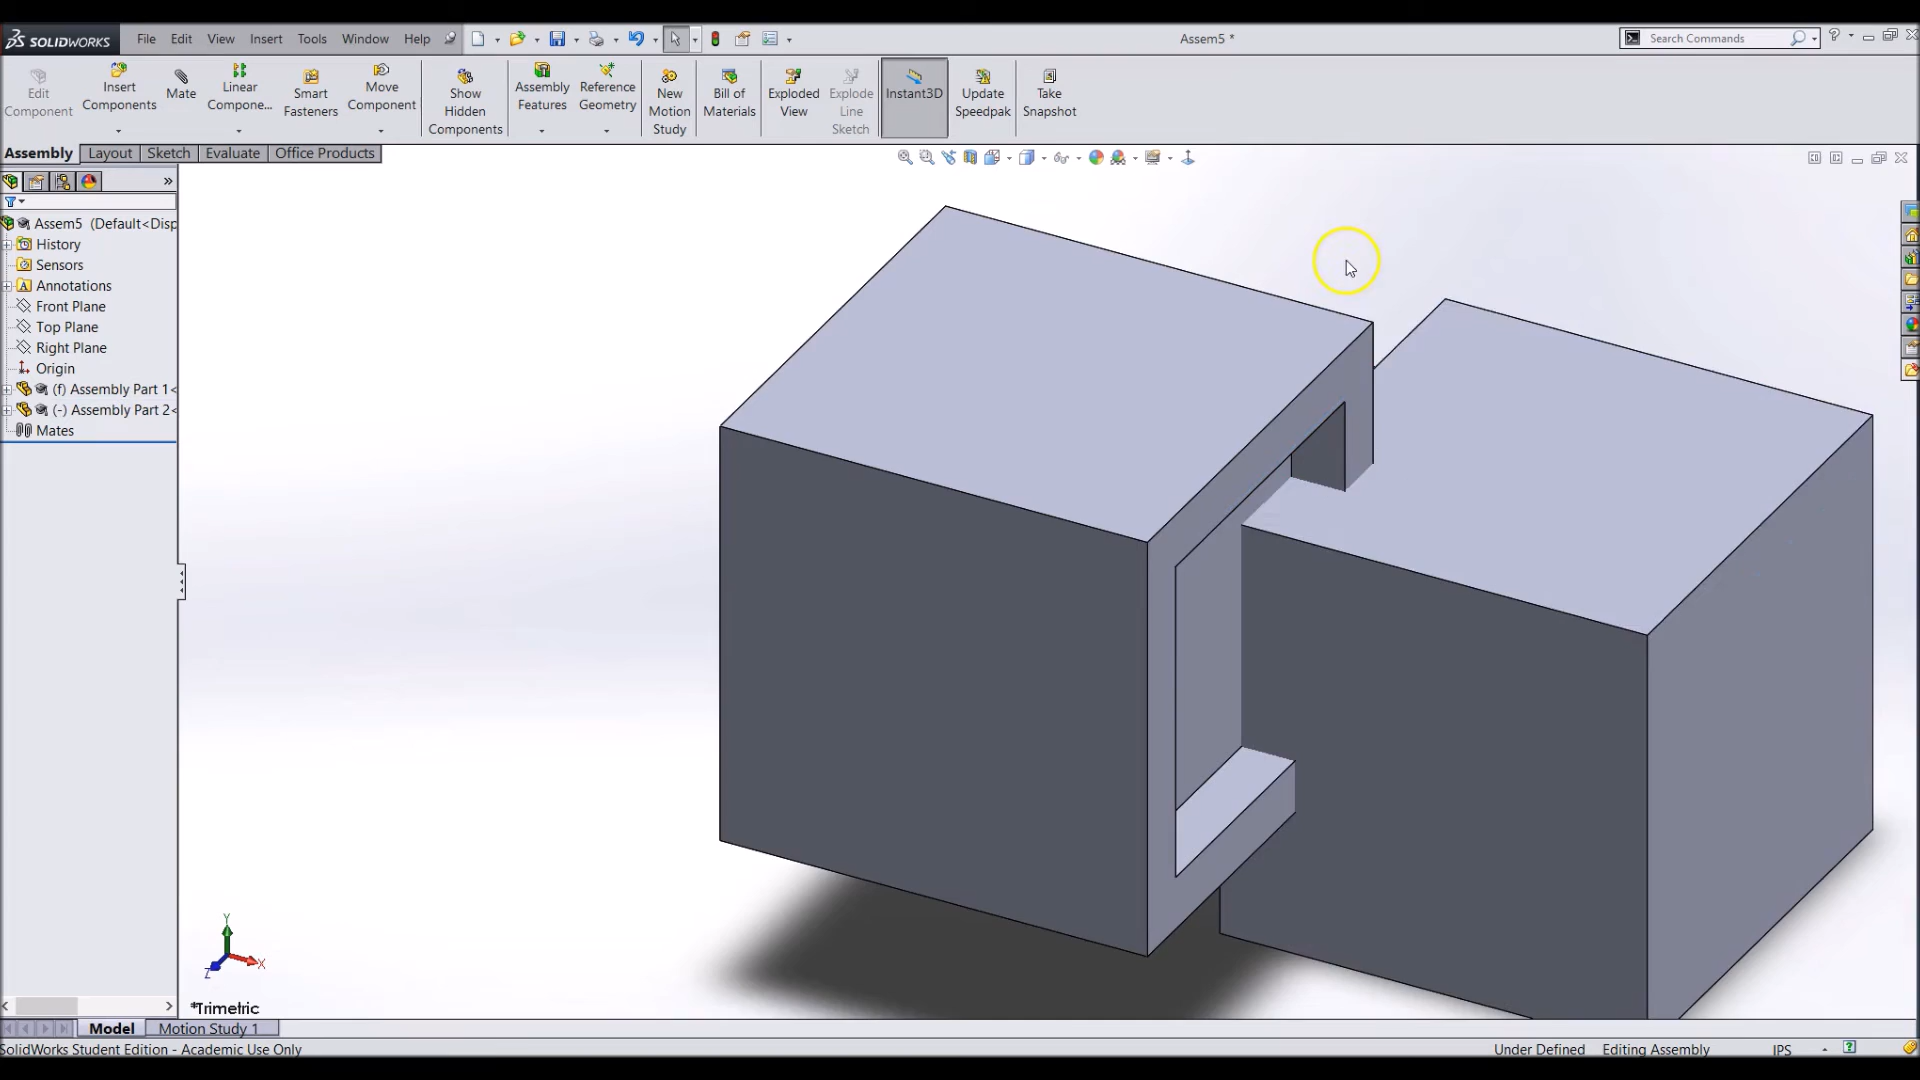 SOLIDWORKS File Edit View Insert Tools Window Help Assem5 * Search Commands
Edit Component
Insert Components
Mate
Linear Compone...
Smart Fasteners
Move Component
Show Hidden Components
Assembly Features
Reference Geometry
New Motion Study
Bill of Materials
Exploded View
Explode Line Sketch
Instant3D
Update Speedpak
Take Snapshot
Assembly Layout Sketch Evaluate Office Products
Assem5 (Default<Disp
History
Sensors
Annotations
Front Plane
Top Plane
Right Plane
Origin
(f) Assembly Part 1<
(-) Assembly Part 2<
Mates
Y
X
Z
*Trimetric
Model Motion Study 1
SolidWorks Student Edition - Academic Use Only Under Defined Editing Assembly IPS